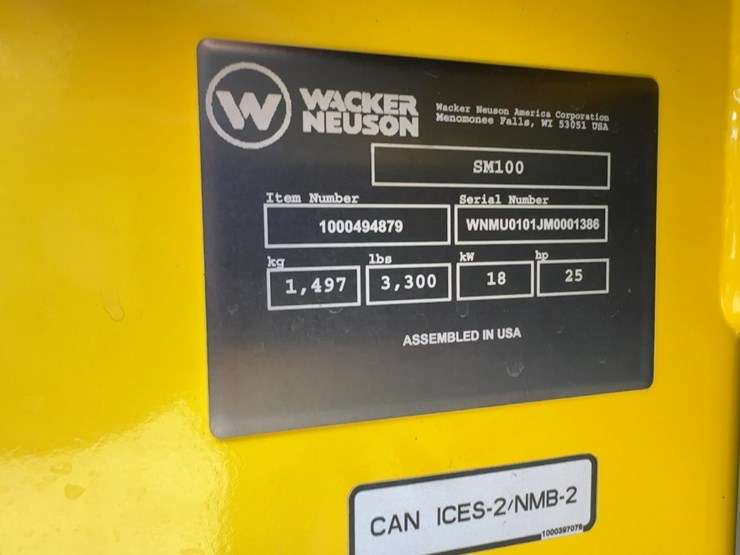 W WACKER
NEUSON
Wacker Neuson America Corporation
Menomonee Falls, WI 53051 USA
SM100
Item Number Serial Number
1000494879 WNMU0101JM0001386
kg lbs kW hp
1,497 3,300 18 25
ASSEMBLED IN USA
CAN ICES-2/NMB-2
1000397078